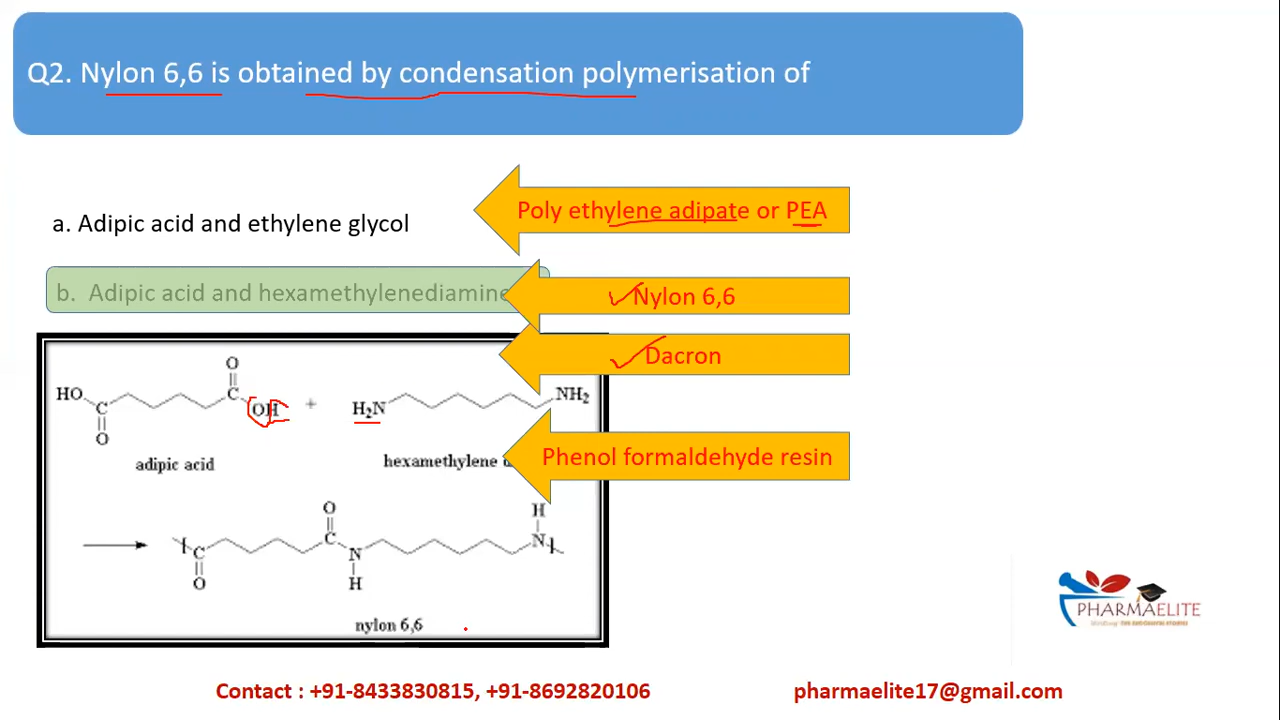 Q2. Nylon 6,6 is obtained by condensation polymerisation of
a. Adipic acid and ethylene glycol
Poly ethylene adipate or PEA
b. Adipic acid and hexamethylenediamine
Nylon 6,6
Dacron
O
HO
C
OH
+
H₂N
NH₂
C
O
adipic acid
hexamethylene
Phenol formaldehyde resin
O
H
C
C
N
N
O
H
nylon 6,6
PHARMAELITE
Contact : +91-8433830815, +91-8692820106
pharmaelite17@gmail.com